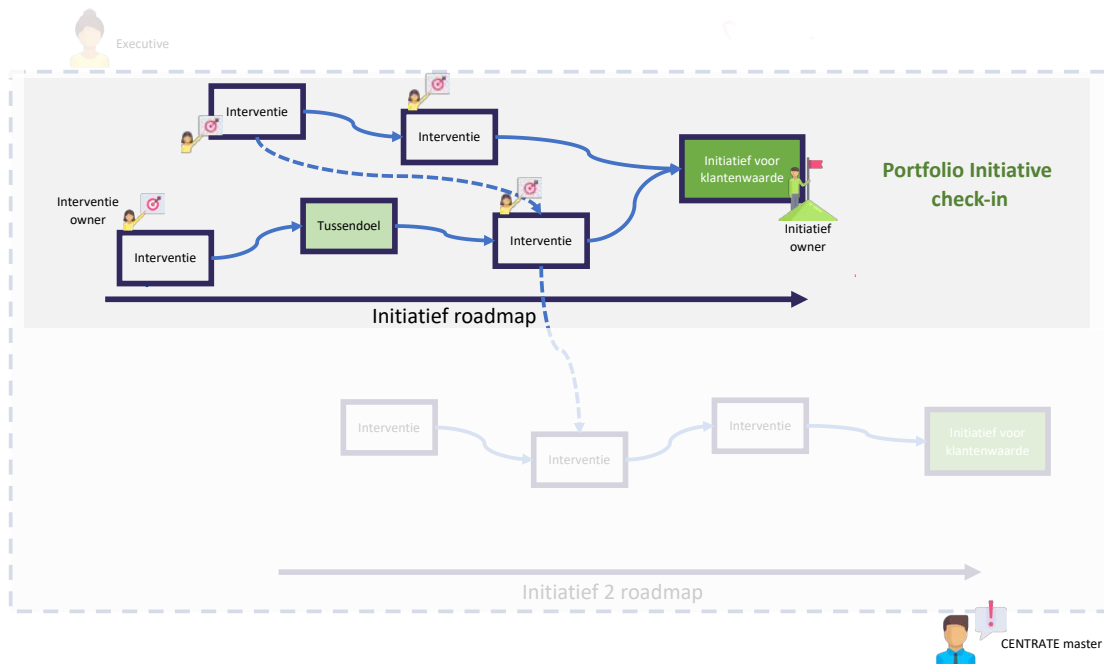 Executive
Interventie
Interventie
Initiatief voor
klantenwaarde
Portfolio Initiative
check-in
Interventie
owner
Tussendoel
Interventie
Initiatief
owner
Interventie
Initiatief roadmap
Interventie
Interventie
Interventie
Initiatief voor
klantenwaarde
Initiatief 2 roadmap
CENTRATE master